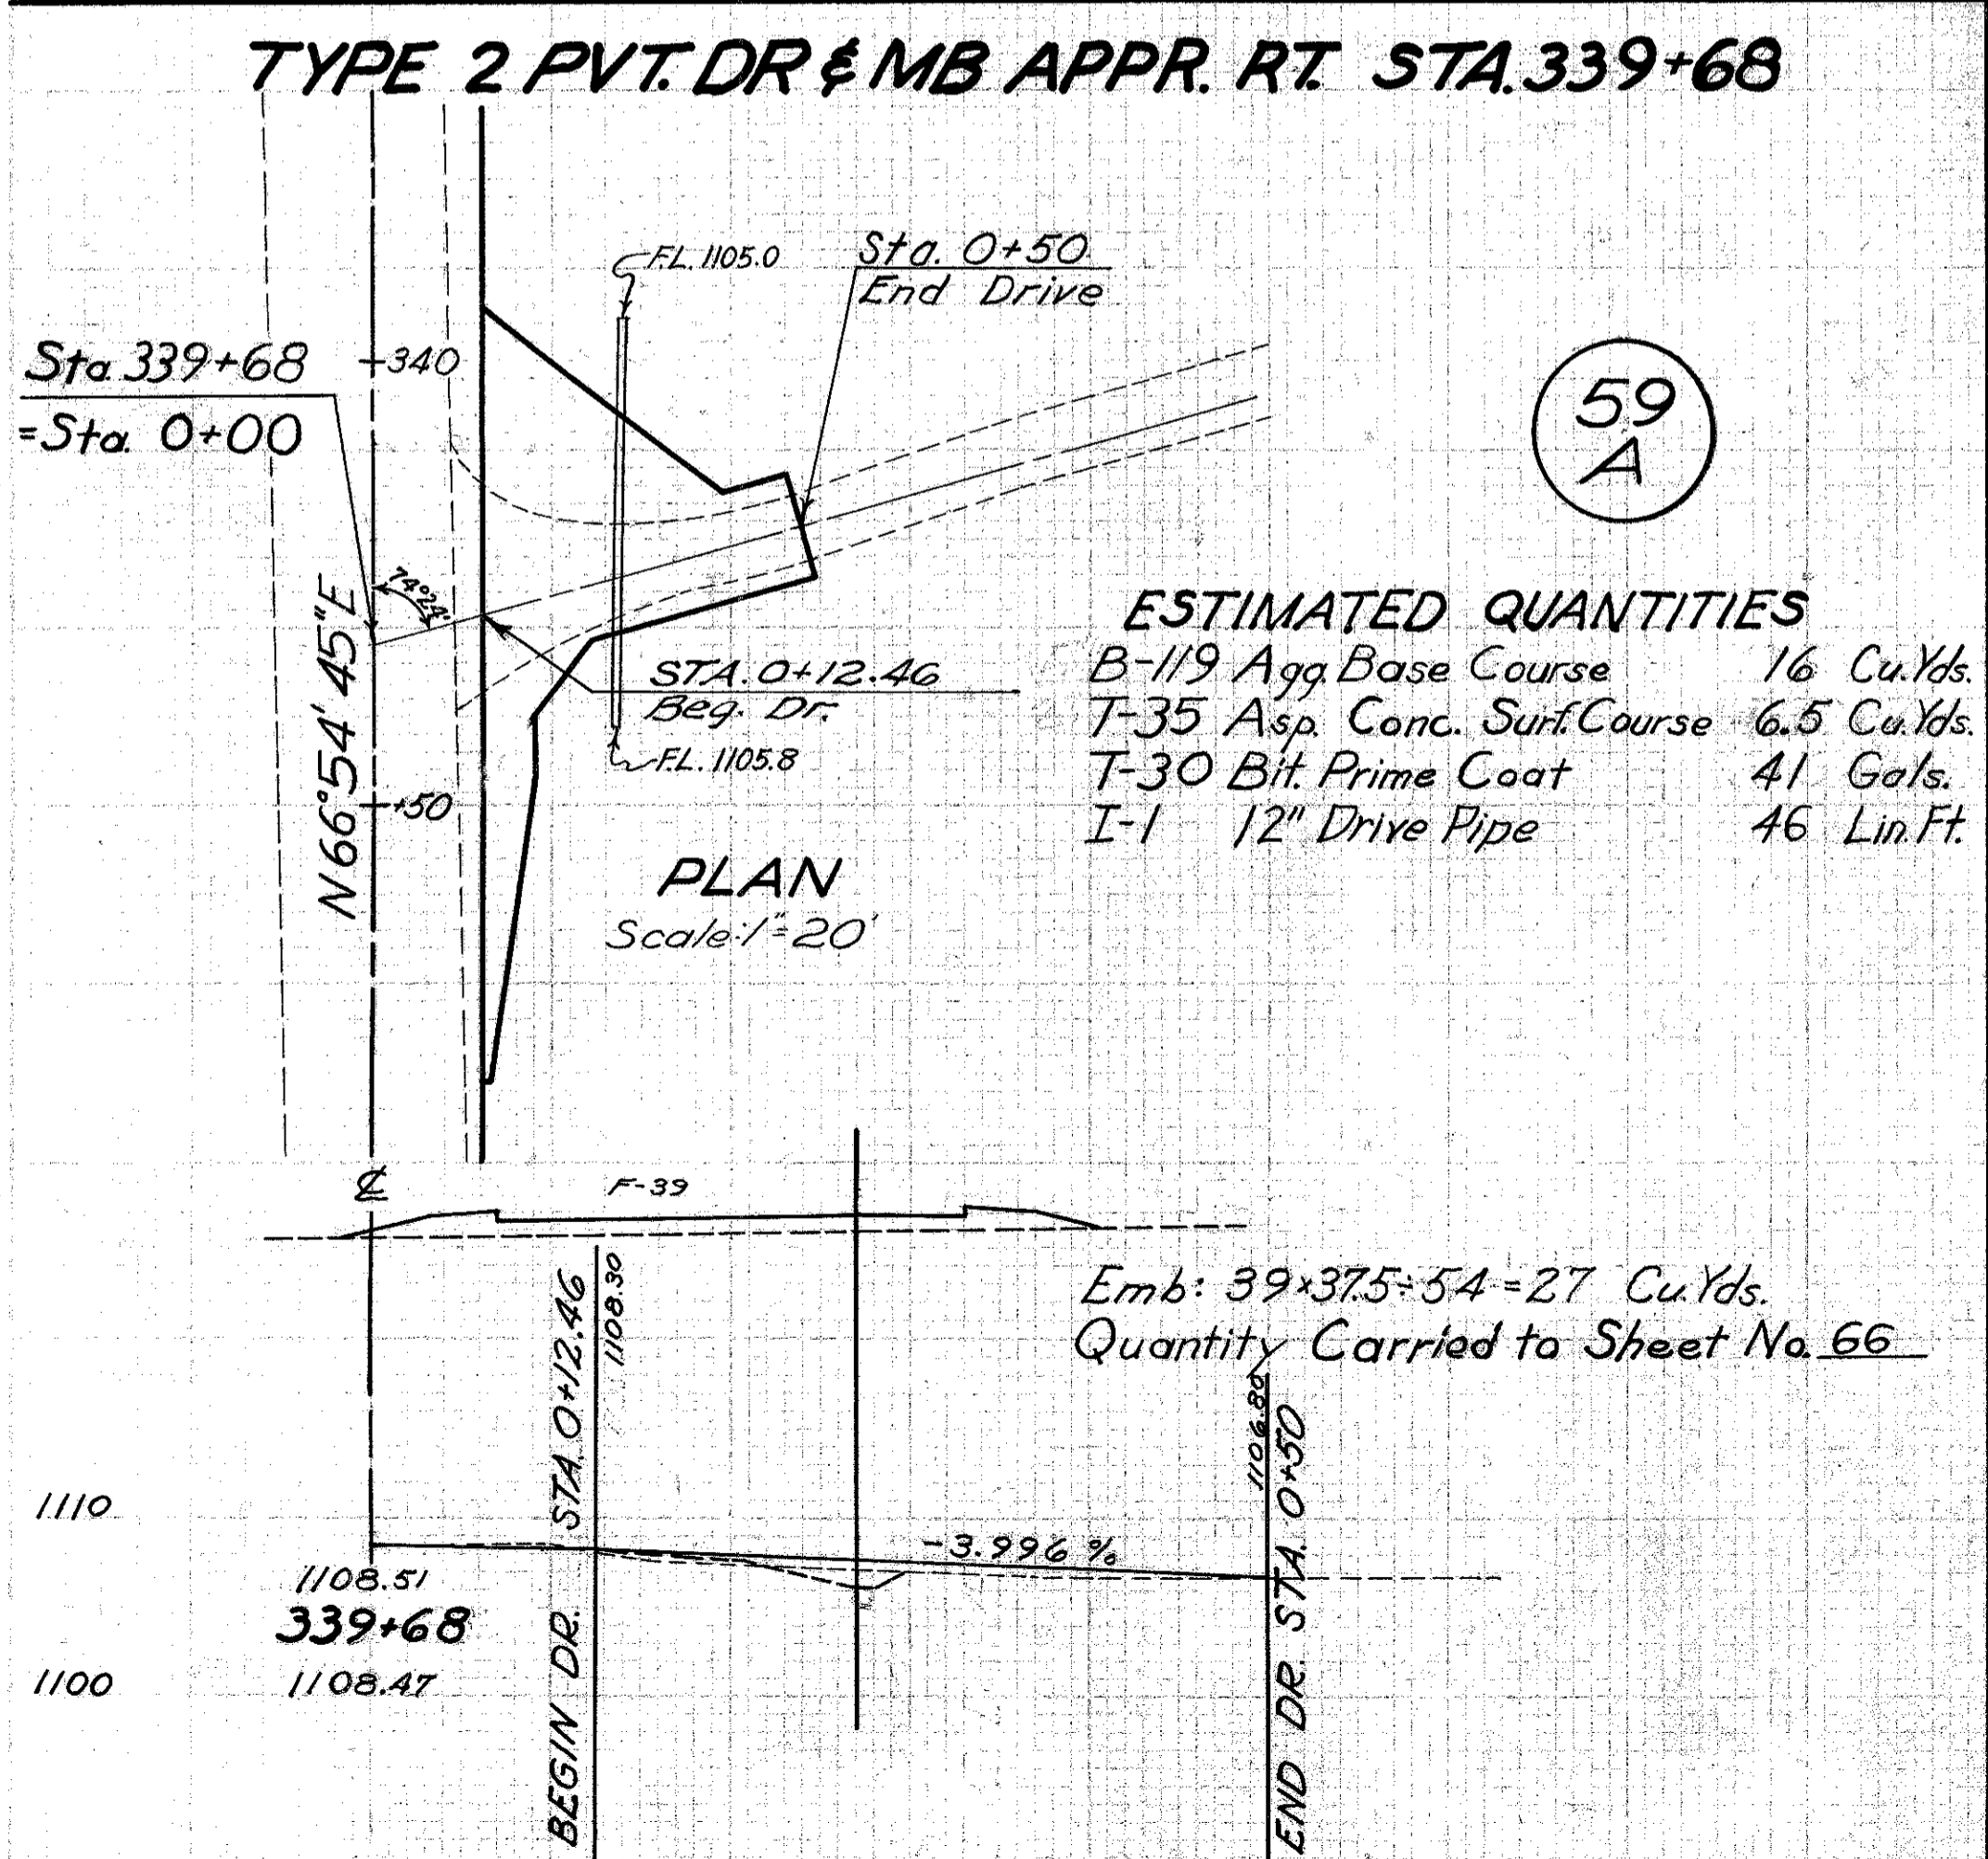 TYPE 2 PVT. DR & MB APPR. RT. STA. 339+68
F.L. 1105.0
Sta. 0+50
End Drive
Sta. 339+68
=Sta. 0+00
340
59
A
74°24'
N66°54'45"E
STA. 0+12.46
Beg. Dr.
F.L. 1105.8
+50
PLAN
Scale: 1"=20'
ESTIMATED QUANTITIES
B-119 Agg. Base Course 16 Cu. Yds.
T-35 Asp. Conc. Surf. Course 6.5 Cu. Yds.
T-30 Bit. Prime Coat 41 Gals.
I-1 12" Drive Pipe 46 Lin. Ft.
℄
F-39
BEGIN DR. STA. 0+12.46
1108.30
Emb: 39×37.5÷54=27 Cu. Yds.
Quantity Carried to Sheet No. 66
1106.80
END DR. STA. 0+50
1110
-3.996 %
1108.51
339+68
1108.47
1100